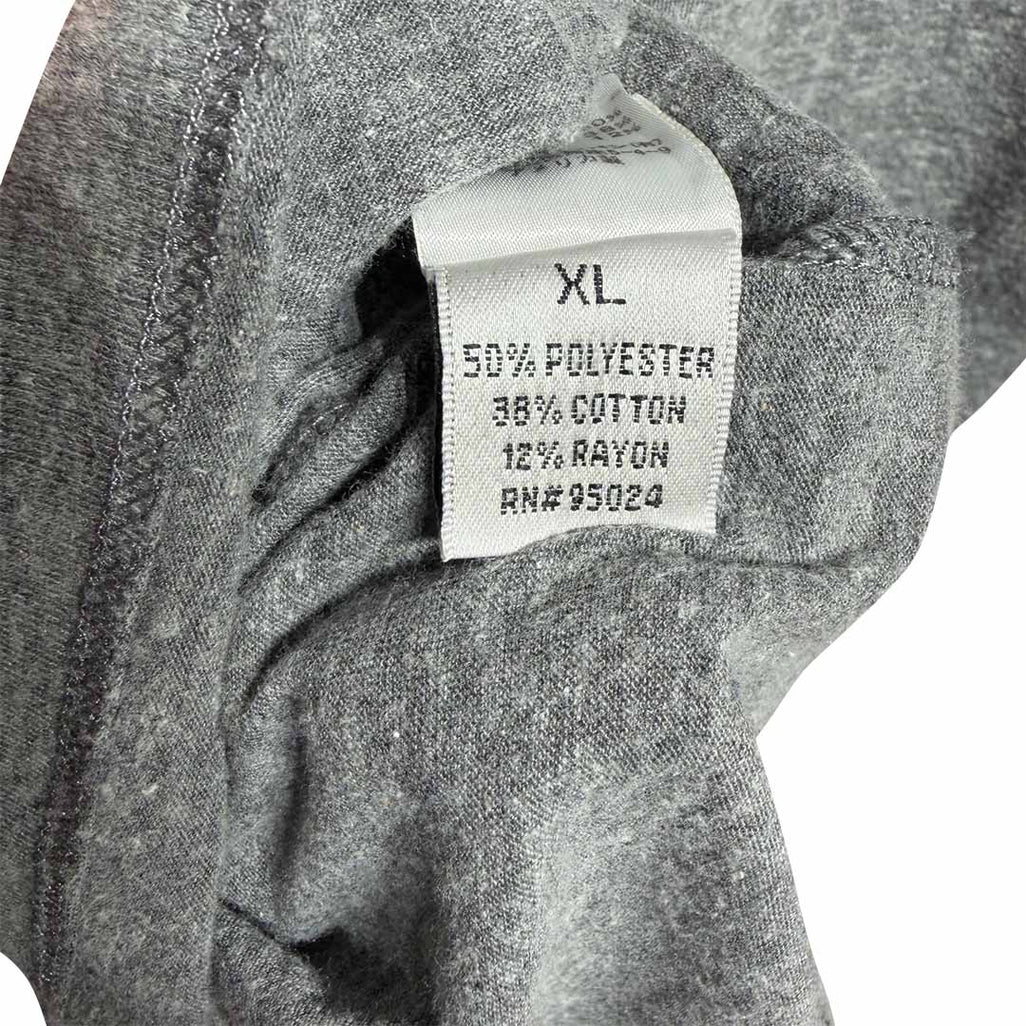 XL
50% POLYESTER
38% COTTON
12% RAYON
RN# 95024